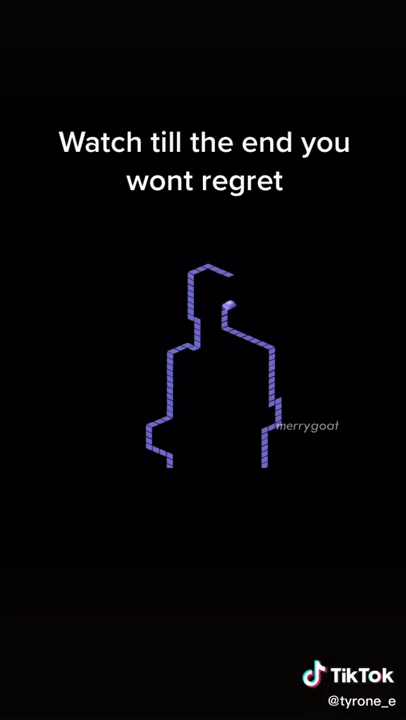 Watch till the end you
wont regret
merrygoat
TikTok
@tyrone_e